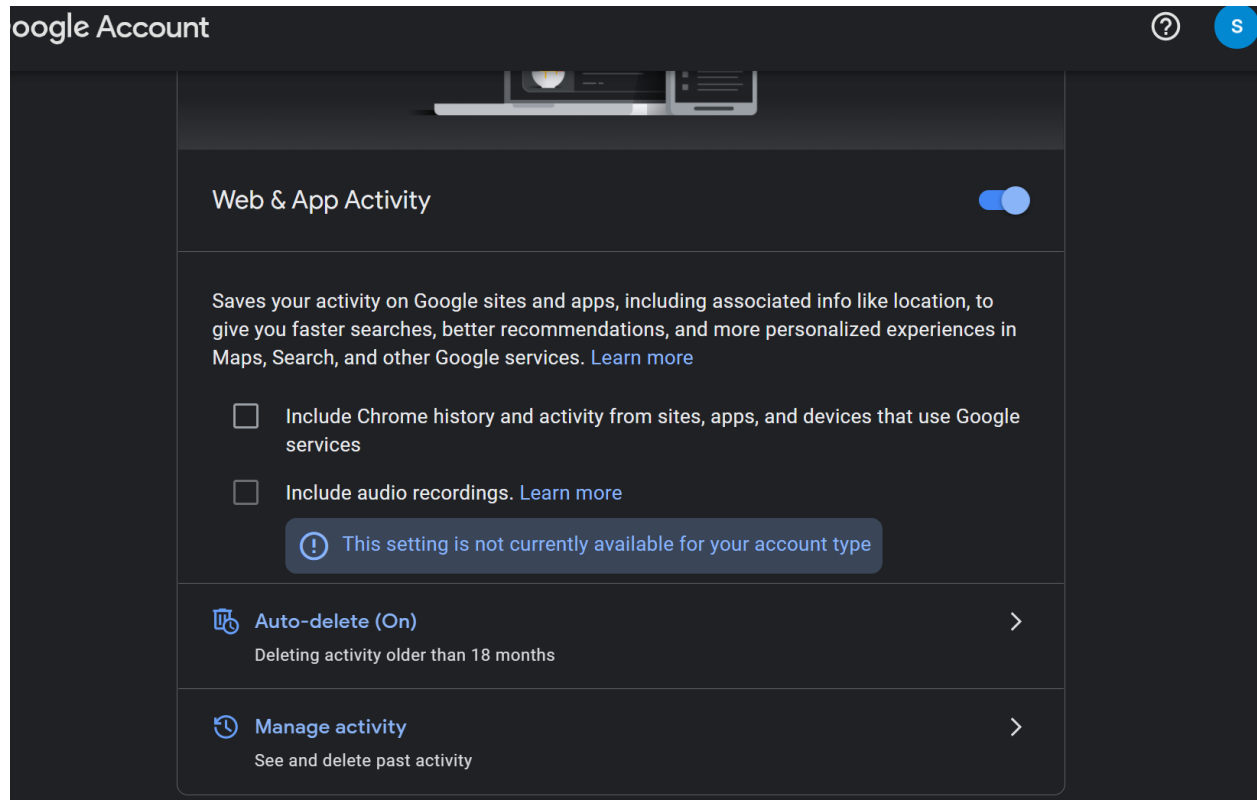 oogle Account
S
Web & App Activity
Saves your activity on Google sites and apps, including associated info like location, to
give you faster searches, better recommendations, and more personalized experiences in
Maps, Search, and other Google services. Learn more
Include Chrome history and activity from sites, apps, and devices that use Google
services
Include audio recordings. Learn more
This setting is not currently available for your account type
Auto-delete (On)
Deleting activity older than 18 months
Manage activity
See and delete past activity